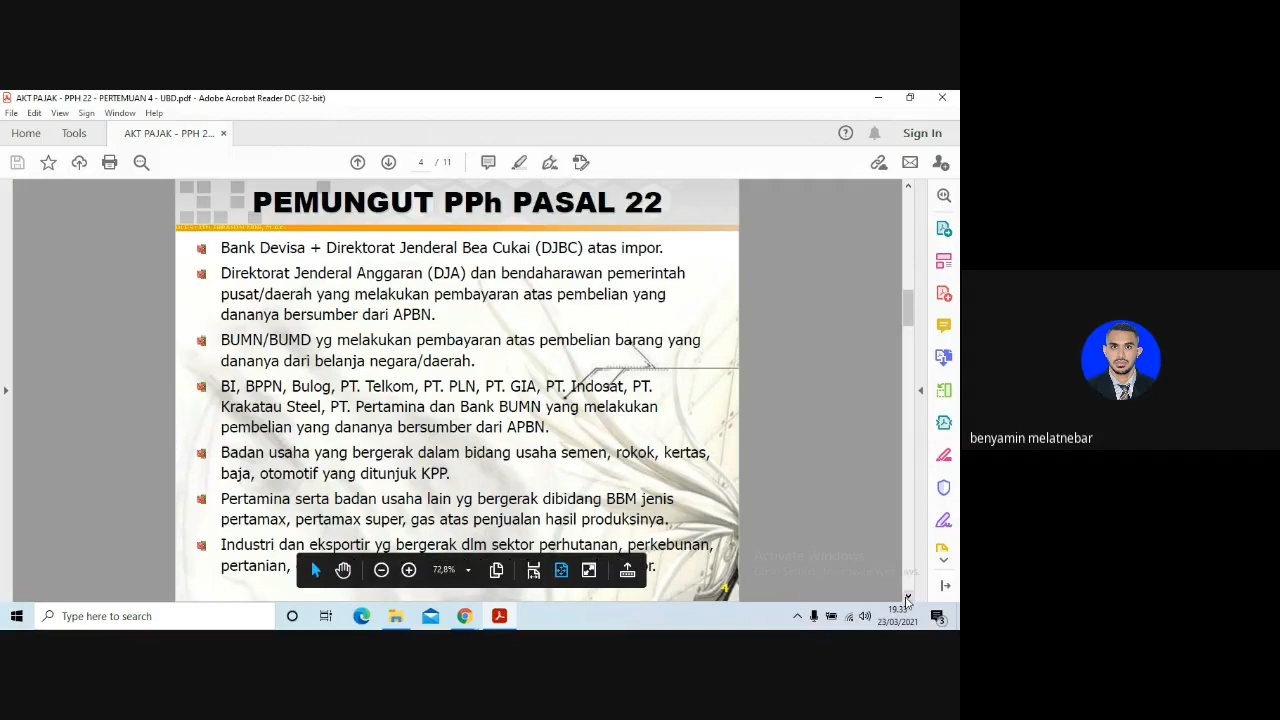 AKT PAJAK - PPH 22 - PERTEMUAN 4 - UBD.pdf - Adobe Acrobat Reader DC (32-bit)
File Edit View Sign Window Help
Home Tools AKT PAJAK - PPH 2... × Sign In
4 / 11
PEMUNGUT PPh PASAL 22
Bank Devisa + Direktorat Jenderal Bea Cukai (DJBC) atas impor.
Direktorat Jenderal Anggaran (DJA) dan bendaharawan pemerintah
pusat/daerah yang melakukan pembayaran atas pembelian yang
dananya bersumber dari APBN.
BUMN/BUMD yg melakukan pembayaran atas pembelian barang yang
dananya dari belanja negara/daerah.
BI, BPPN, Bulog, PT. Telkom, PT. PLN, PT. GIA, PT. Indosat, PT.
Krakatau Steel, PT. Pertamina dan Bank BUMN yang melakukan
pembelian yang dananya bersumber dari APBN.
Badan usaha yang bergerak dalam bidang usaha semen, rokok, kertas,
baja, otomotif yang ditunjuk KPP.
Pertamina serta badan usaha lain yg bergerak dibidang BBM jenis
pertamax, pertamax super, gas atas penjualan hasil produksinya.
Industri dan eksportir yg bergerak dlm sektor perhutanan, perkebunan,
pertanian,
72,8%
4
Activate Windows
benyamin melatnebar
Type here to search
19.33
23/03/2021
3